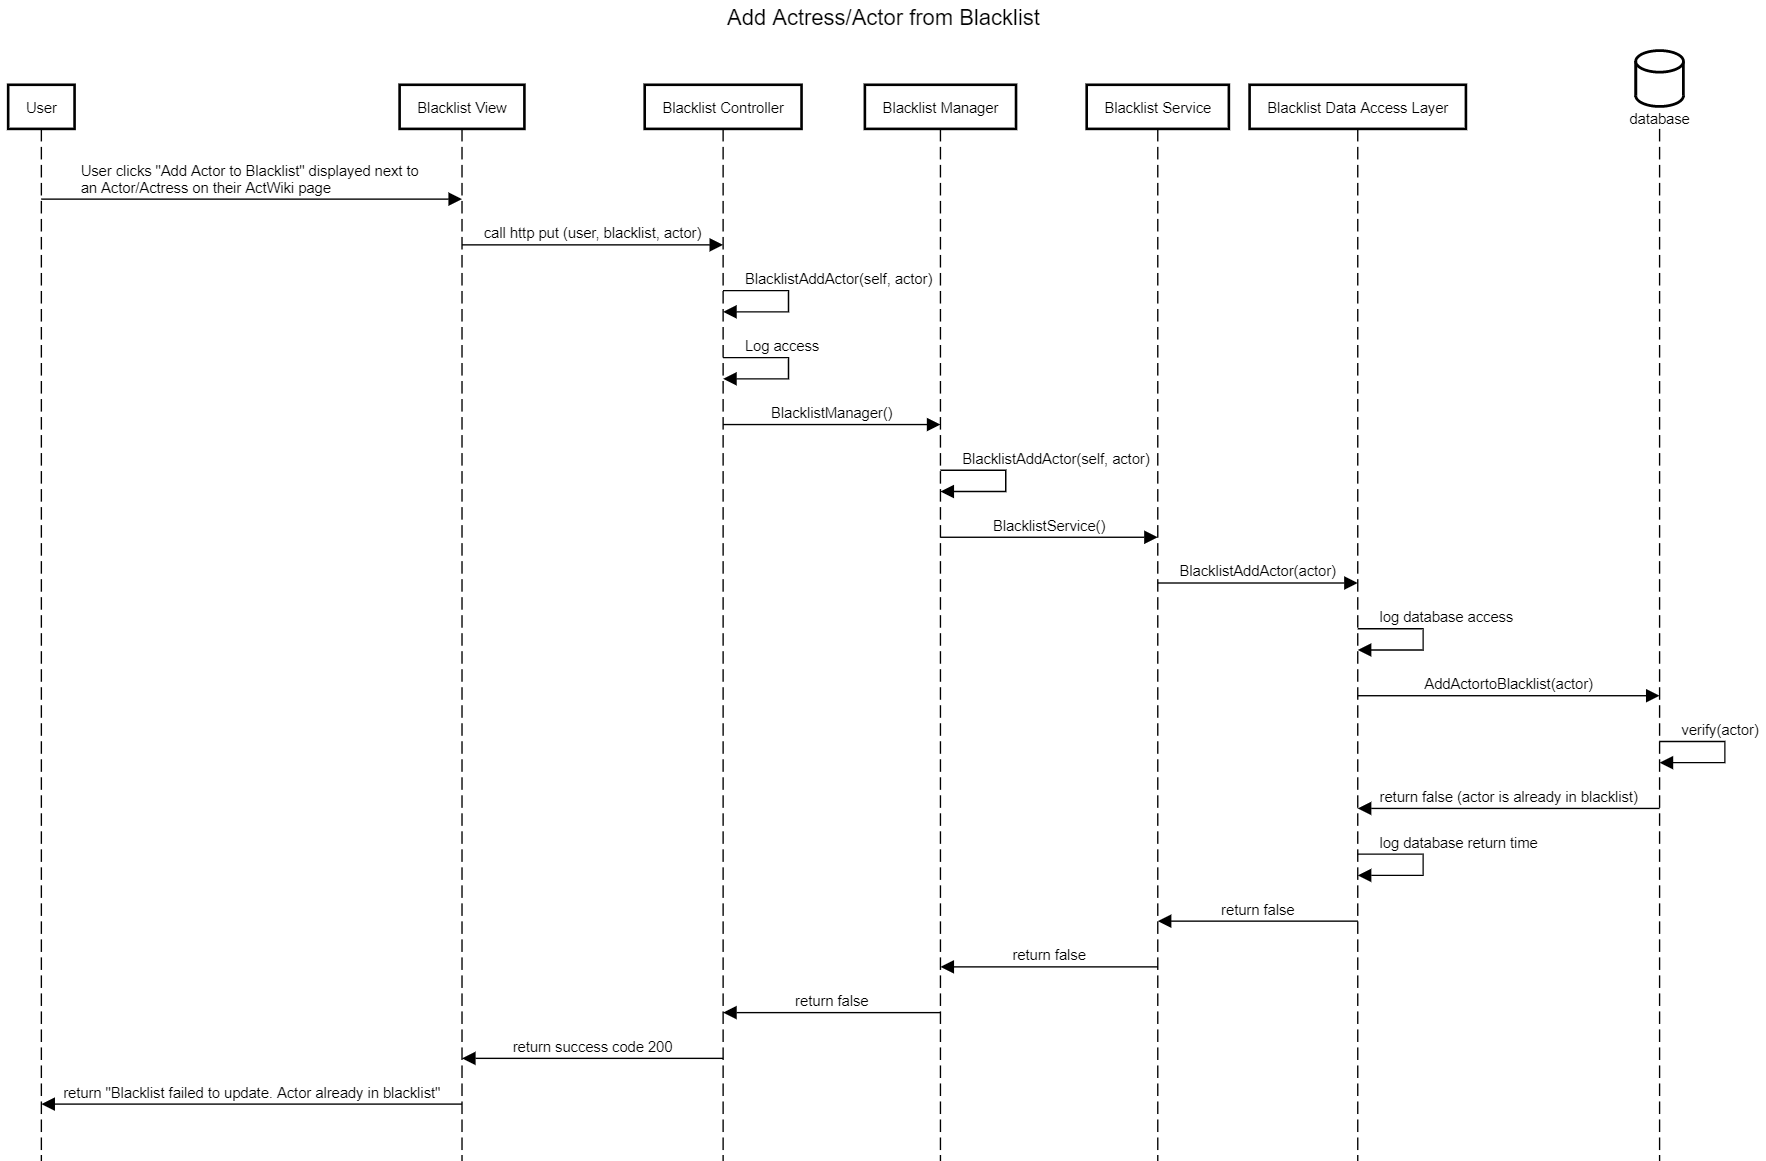 Add Actress/Actor from Blacklist
User
Blacklist View
Blacklist Controller
Blacklist Manager
Blacklist Service
Blacklist Data Access Layer
database
User clicks "Add Actor to Blacklist" displayed next to
an Actor/Actress on their ActWiki page
call http put (user, blacklist, actor)
BlacklistAddActor(self, actor)
Log access
BlacklistManager()
BlacklistAddActor(self, actor)
BlacklistService()
BlacklistAddActor(actor)
log database access
AddActortoBlacklist(actor)
verify(actor)
return false (actor is already in blacklist)
log database return time
return false
return false
return false
return success code 200
return "Blacklist failed to update. Actor already in blacklist"